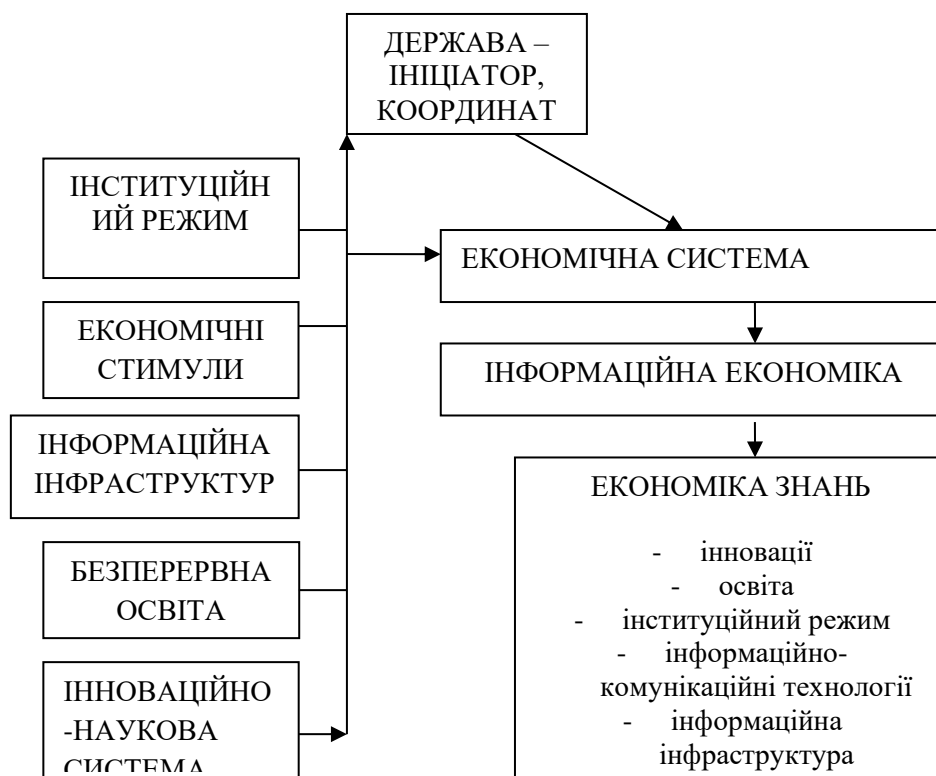 ДЕРЖАВА –
ІНІЦІАТОР,
КООРДИНАТ
ІНСТИТУЦІЙН
ИЙ РЕЖИМ
ЕКОНОМІЧНА СИСТЕМА
ЕКОНОМІЧНІ
СТИМУЛИ
ІНФОРМАЦІЙНА ЕКОНОМІКА
ІНФОРМАЦІЙНА
ІНФРАСТРУКТУР
ЕКОНОМІКА ЗНАНЬ
- інновації
- освіта
- інституційний режим
- інформаційно-
комунікаційні технології
- інформаційна
інфраструктура
БЕЗПЕРЕРВНА
ОСВІТА
ІННОВАЦІЙНО
-НАУКОВА
СИСТЕМА